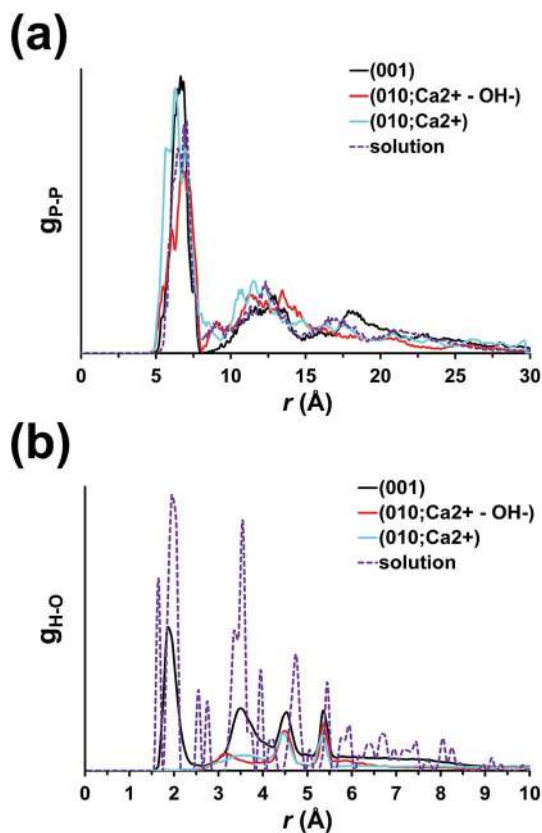 (a)
(001)
(010;Ca2+ - OH-)
(010;Ca2+)
solution
gP-P
0 5 10 15 20 25 30
r (Å)
(b)
(001)
(010;Ca2+ - OH-)
(010;Ca2+)
solution
gH-O
0 1 2 3 4 5 6 7 8 9 10
r (Å)